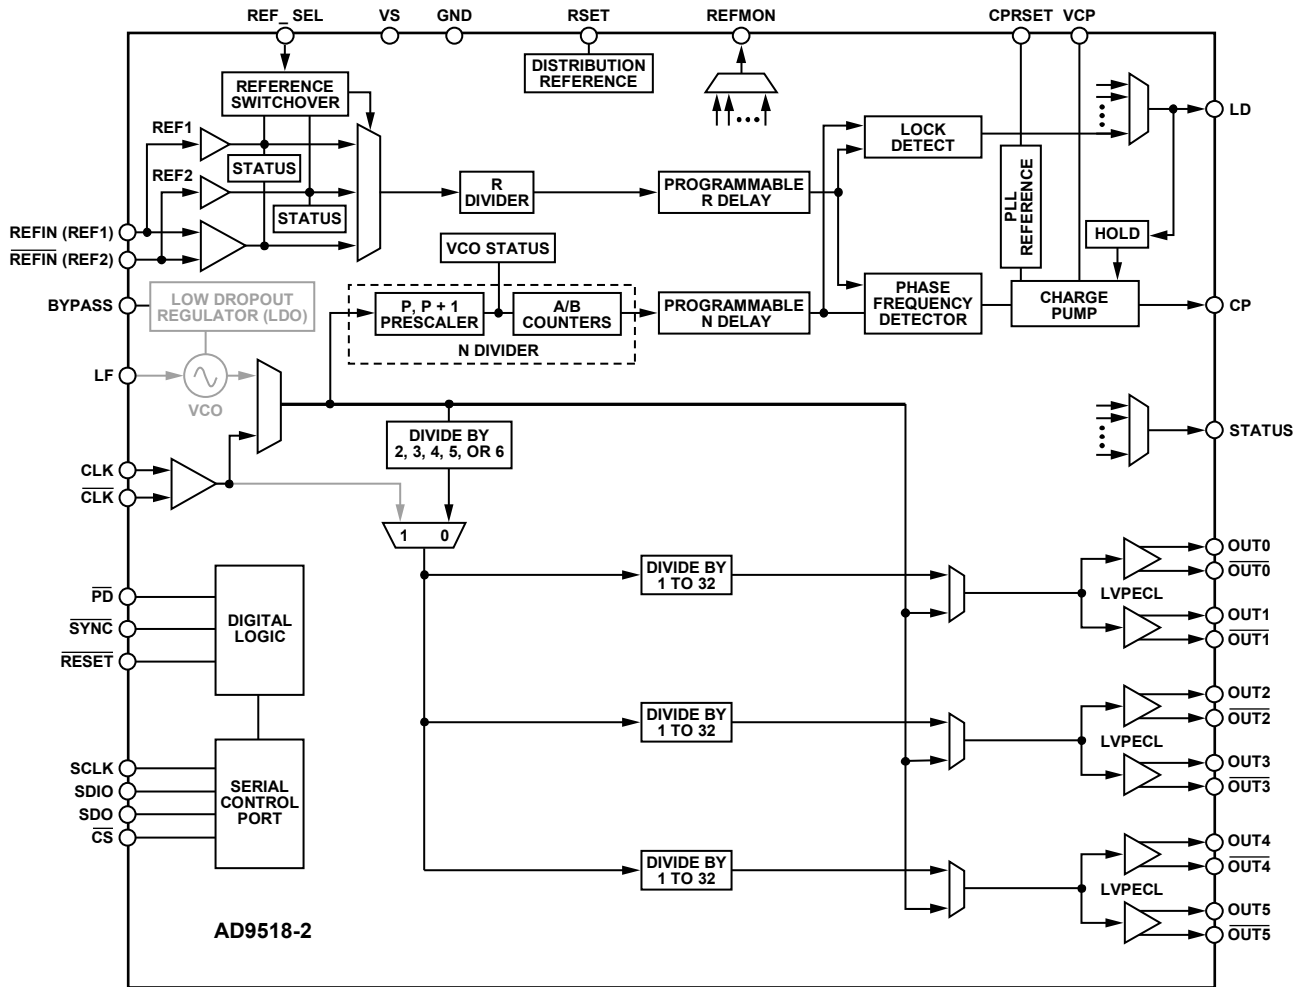 REF_ SEL
VS
GND
RSET
REFMON
CPRSET
VCP
DISTRIBUTION
REFERENCE
REFERENCE
SWITCHOVER
REF1
STATUS
REF2
STATUS
R
DIVIDER
PROGRAMMABLE
R DELAY
LOCK
DETECT
LD
PLL
REFERENCE
HOLD
REFIN (REF1)
REFIN (REF2)
VCO STATUS
BYPASS
LOW DROPOUT
REGULATOR (LDO)
P, P + 1
PRESCALER
A/B
COUNTERS
N DIVIDER
PROGRAMMABLE
N DELAY
PHASE
FREQUENCY
DETECTOR
CHARGE
PUMP
CP
LF
VCO
DIVIDE BY
2, 3, 4, 5, OR 6
STATUS
CLK
CLK
1 0
DIVIDE BY
1 TO 32
LVPECL
OUT0
OUT0
OUT1
OUT1
PD
SYNC
RESET
DIGITAL
LOGIC
DIVIDE BY
1 TO 32
LVPECL
OUT2
OUT2
OUT3
OUT3
SCLK
SDIO
SDO
CS
SERIAL
CONTROL
PORT
DIVIDE BY
1 TO 32
LVPECL
OUT4
OUT4
OUT5
OUT5
AD9518-2